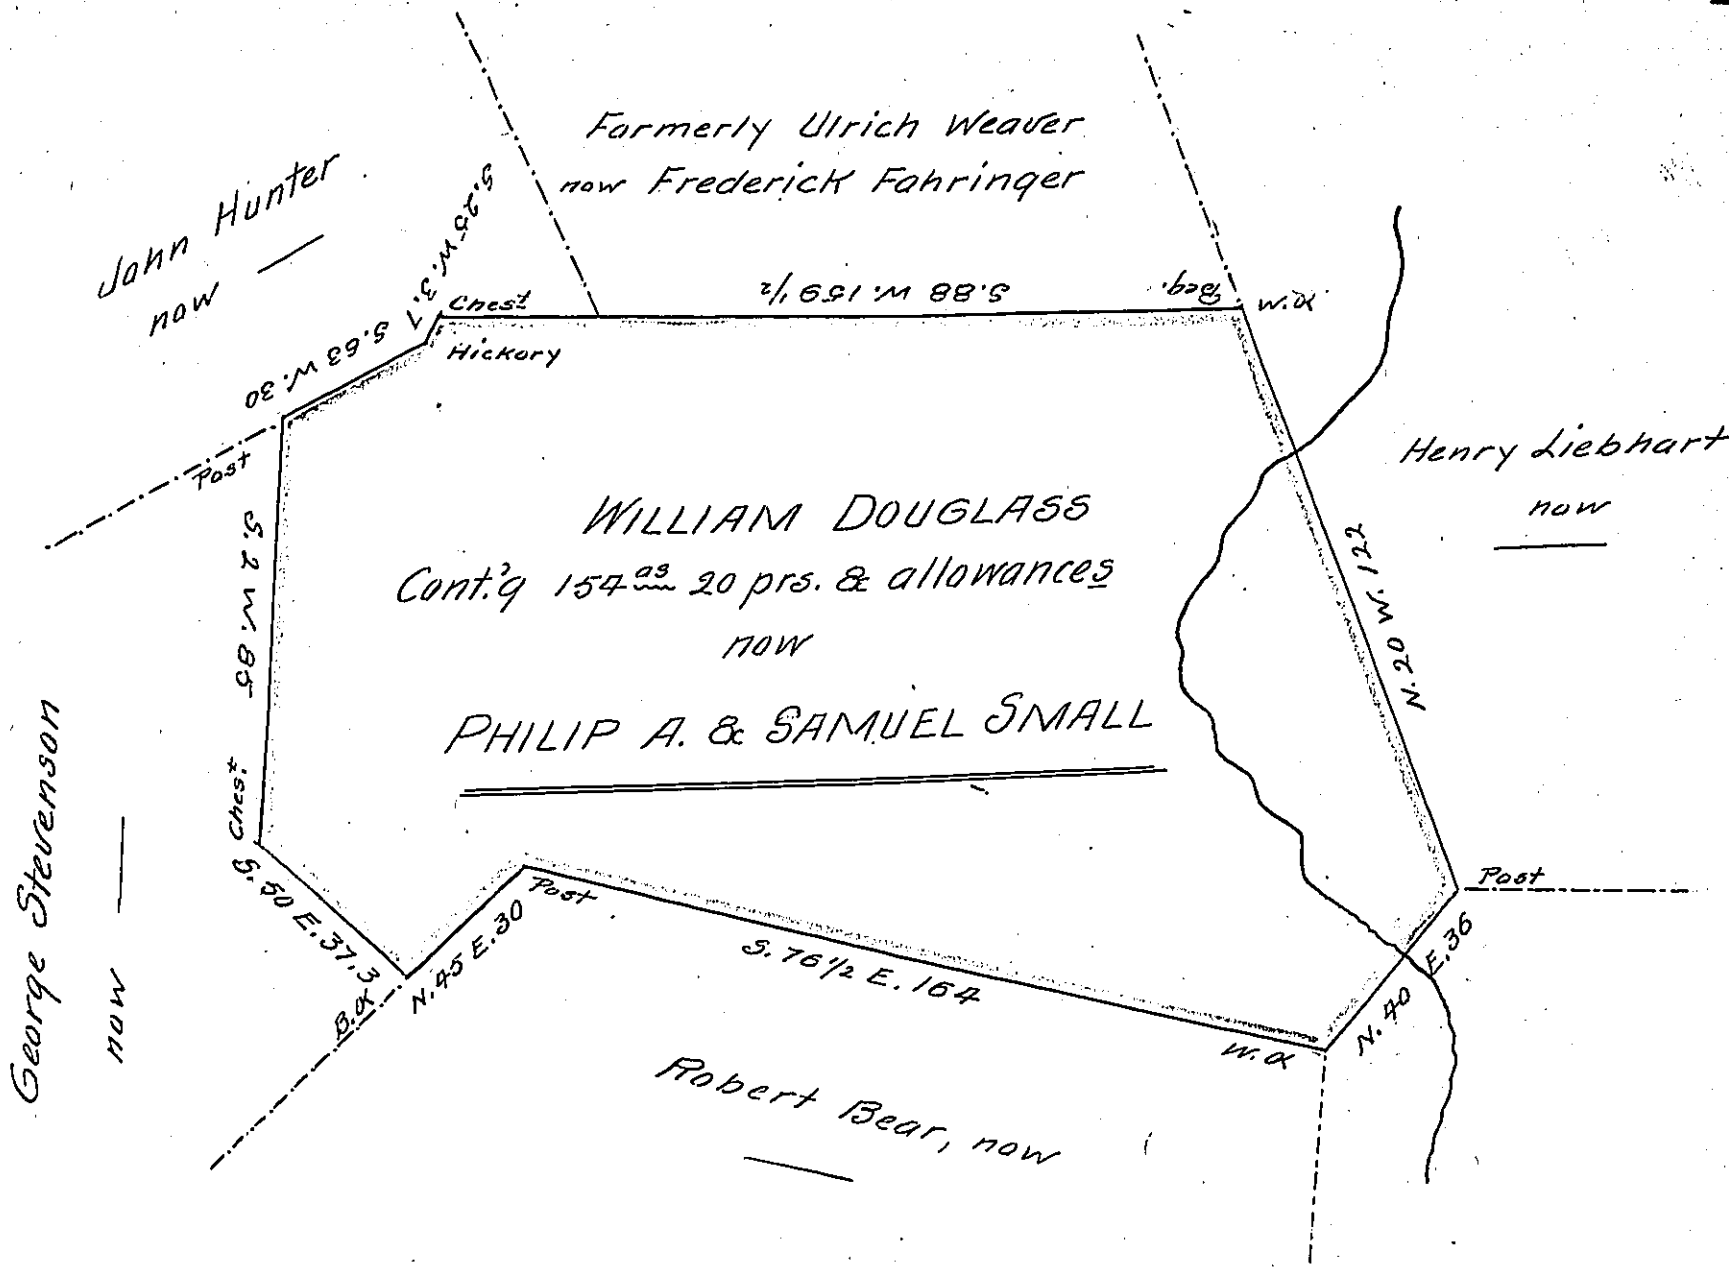 Formerly Ulrich Weaver
now Frederick Fahringer
John Hunter
now
S. 25 W. 3.7
S. 63 W. 30
Chest
Hickory
S. 88 W. 159 1/2
Beg.
W.O
Post
Henry Liebhart
now
WILLIAM DOUGLASS
Cont.'g 154 as 20 prs. & allowances
now
PHILIP A. & SAMUEL SMALL
S. 2 W. 85
N. 20 W. 122
George Stevenson
now
Chest
S. 50 E. 37.3
B.O
N. 45 E. 30
Post
S. 76 1/2 E. 164
W.O
N. 40 E. 36
Post
Robert Bear, now